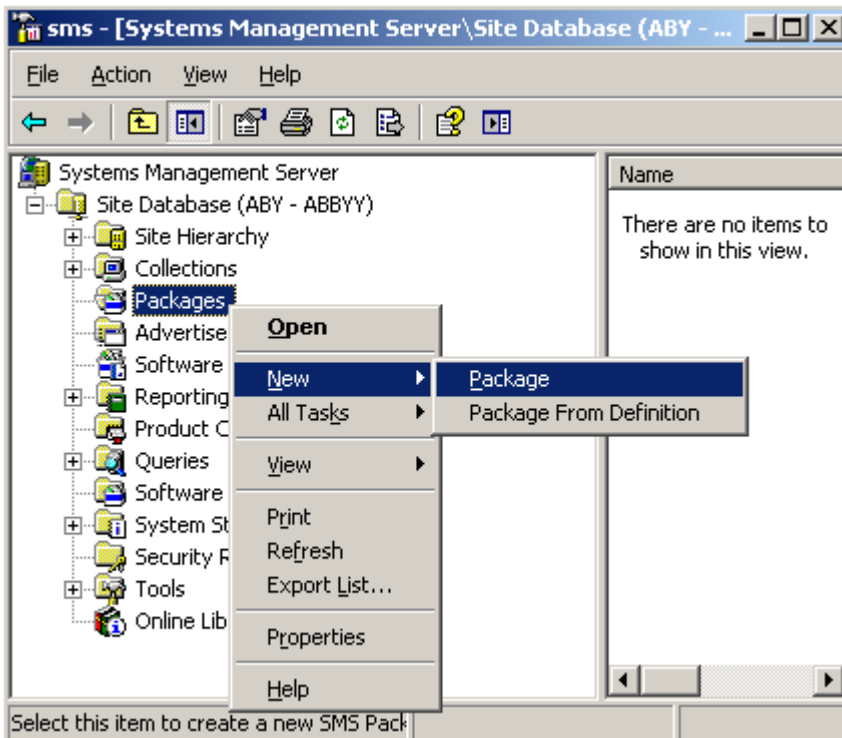 sms - [Systems Management Server\Site Database (ABY - ...
File Action View Help
Systems Management Server
Site Database (ABY - ABBYY)
Site Hierarchy
Collections
Packages
Advertise
Software
Reporting
Product C
Queries
Software
System St
Security R
Tools
Online Lib
Open
New
All Tasks
View
Print
Refresh
Export List...
Properties
Help
Package
Package From Definition
Name
There are no items to
show in this view.
Select this item to create a new SMS Pack